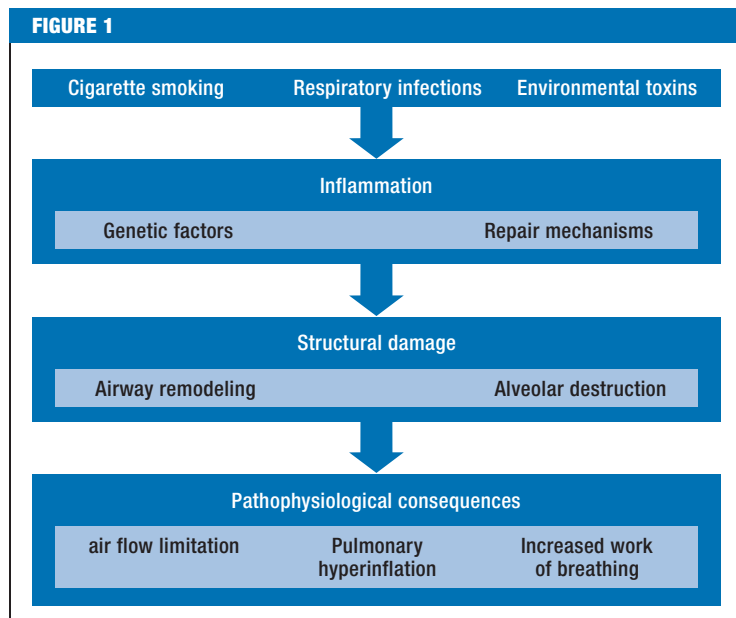 FIGURE 1
Cigarette smoking Respiratory infections Environmental toxins
Inflammation
Genetic factors Repair mechanisms
Structural damage
Airway remodeling Alveolar destruction
Pathophysiological consequences
air flow limitation Pulmonary Increased work
hyperinflation of breathing